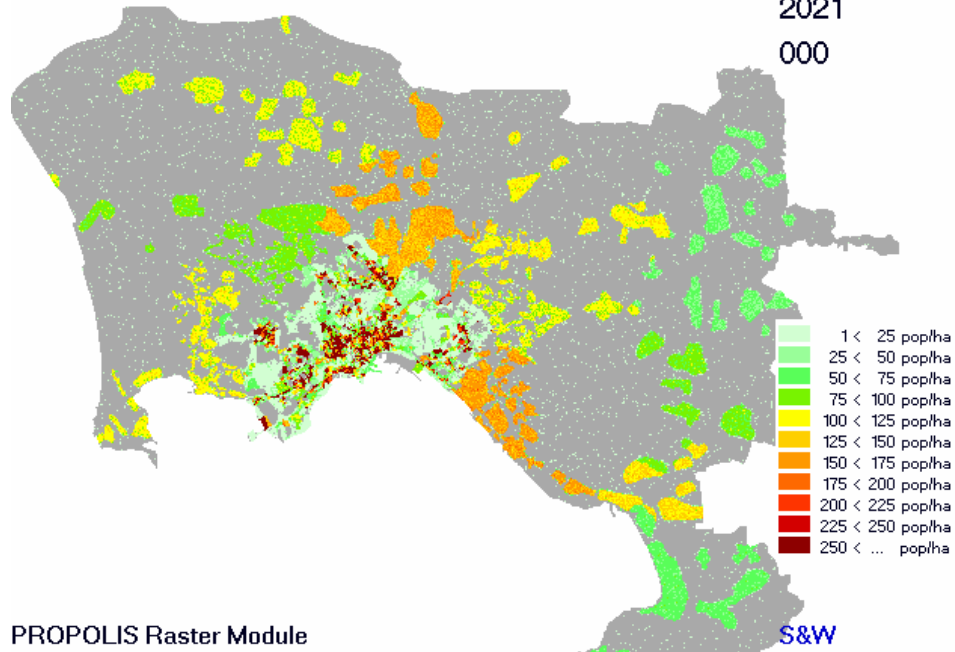 2021
000
1 < 25 pop/ha
25 < 50 pop/ha
50 < 75 pop/ha
75 < 100 pop/ha
100 < 125 pop/ha
125 < 150 pop/ha
150 < 175 pop/ha
175 < 200 pop/ha
200 < 225 pop/ha
225 < 250 pop/ha
250 < ... pop/ha
PROPOLIS Raster Module
S&W